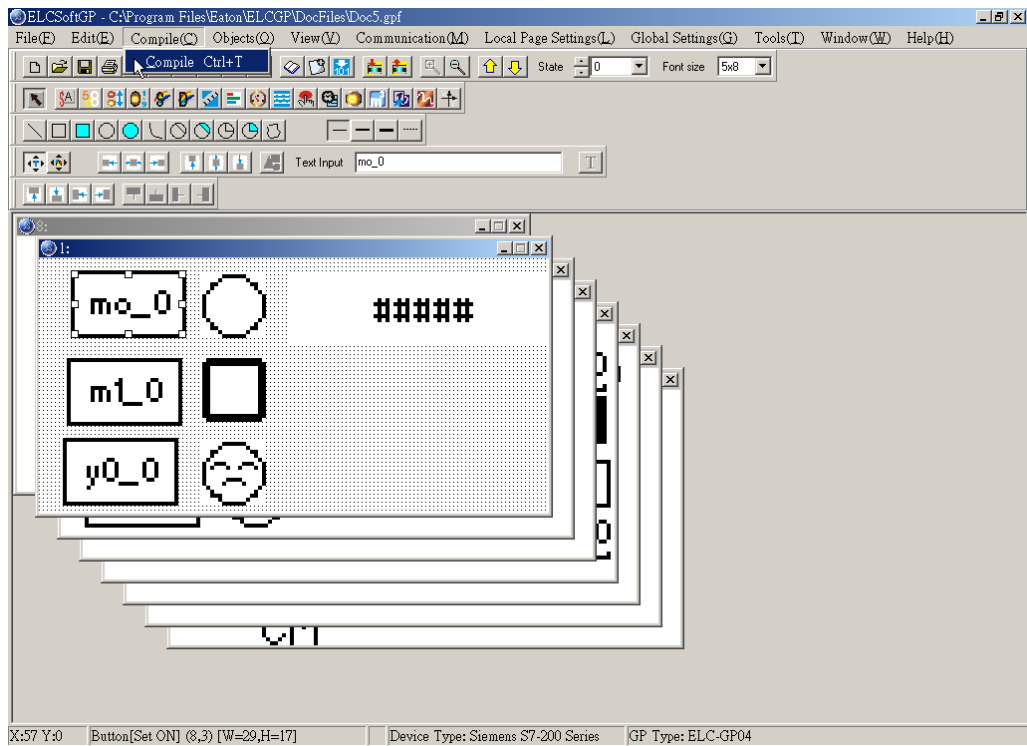 ELCSoftGP - C:\Program Files\Eaton\ELCGP\DocFiles\Doc5.gpf
File(F) Edit(E) Compile(C) Objects(O) View(V) Communication(M) Local Page Settings(L) Global Settings(G) Tools(T) Window(W) Help(H)
Compile Ctrl+T
State 0 Font size 5x8
Text Input mo_0 T
8:
1:
mo_0 #####
m1_0
y0_0
X:57 Y:0 Button[Set ON] (8,3) [W=29,H=17] Device Type: Siemens S7-200 Series GP Type: ELC-GP04